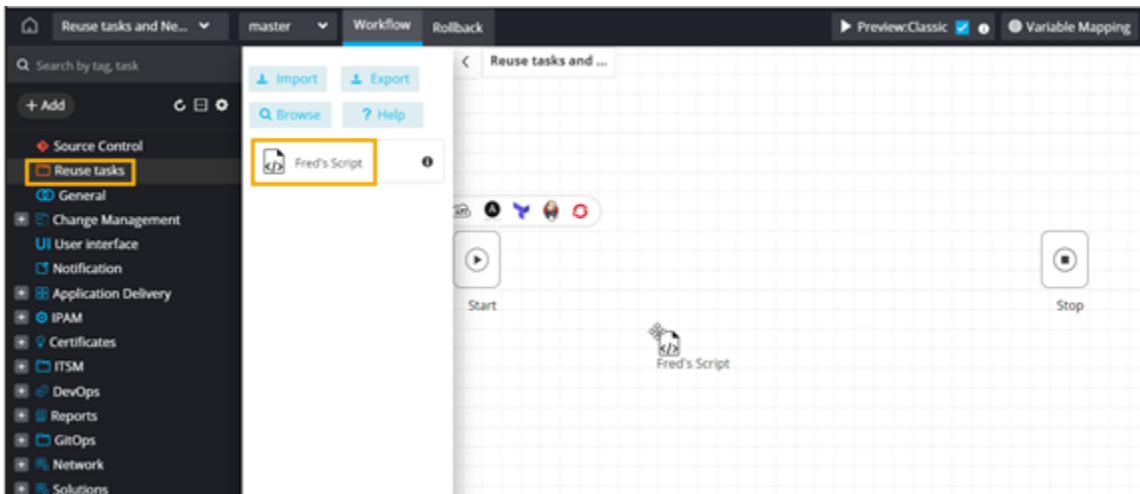 Reuse tasks and Ne...
master
Workflow
Rollback
Preview:Classic
Variable Mapping
Search by tag, task
+ Add
Source Control
Reuse tasks
General
Change Management
UI User interface
Notification
Application Delivery
IPAM
Certificates
ITSM
DevOps
Reports
GitOps
Network
Solutions
Import
Export
Browse
? Help
Fred's Script
Reuse tasks and ...
API
Start
Stop
Fred's Script